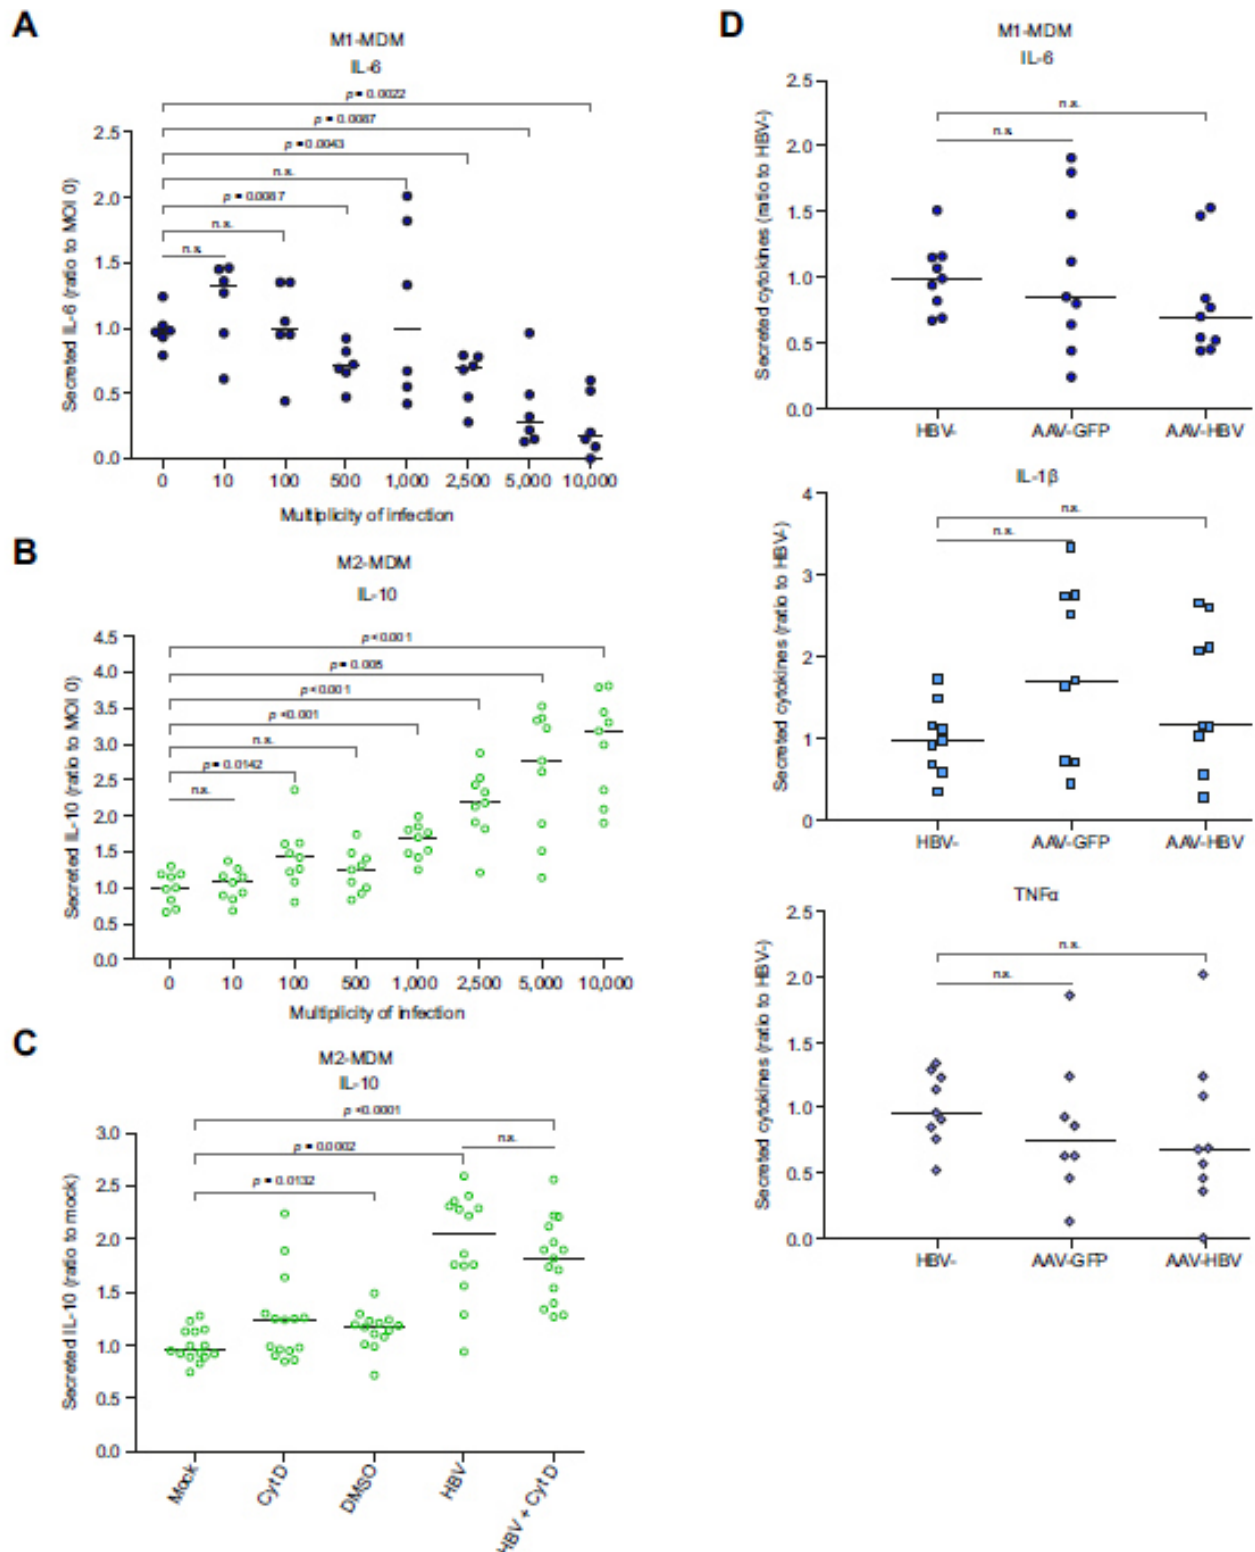 A
M1-MDM
IL-6
p = 0.0022
p = 0.0087
p = 0.0043
n.s.
p = 0.0087
n.s.
n.s.
Secreted IL-6 (ratio to MOI 0)
2.5
2.0
1.5
1.0
0.5
0.0
0 10 100 500 1,000 2,500 5,000 10,000
Multiplicity of infection
B
M2-MDM
IL-10
p <0.001
p = 0.005
p <0.001
p <0.001
n.s.
p = 0.0142
n.s.
Secreted IL-10 (ratio to MOI 0)
4.5
4.0
3.5
3.0
2.5
2.0
1.5
1.0
0.5
0.0
0 10 100 500 1,000 2,500 5,000 10,000
Multiplicity of infection
C
M2-MDM
IL-10
p <0.0001
n.s.
p = 0.0002
p = 0.0132
Secreted IL-10 (ratio to mock)
3.0
2.5
2.0
1.5
1.0
0.5
0.0
Mock CytD DMSO HBV HBV + CytD
D
M1-MDM
IL-6
n.s.
n.s.
Secreted cytokines (ratio to HBV-)
2.5
2.0
1.5
1.0
0.5
0.0
HBV- AAV-GFP AAV-HBV
IL-1β
n.s.
n.s.
Secreted cytokines (ratio to HBV-)
4
3
2
1
0
HBV- AAV-GFP AAV-HBV
TNFα
n.s.
n.s.
Secreted cytokines (ratio to HBV-)
2.5
2.0
1.5
1.0
0.5
0.0
HBV- AAV-GFP AAV-HBV